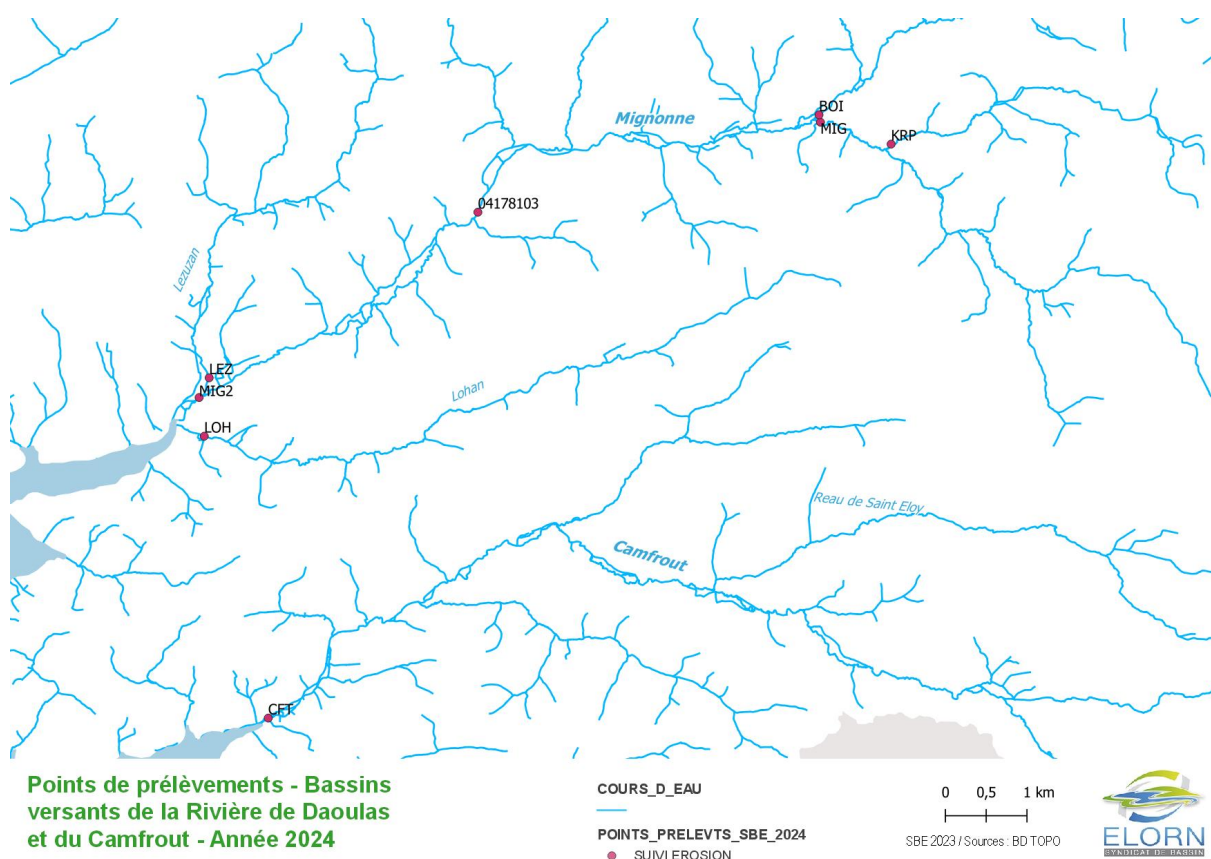 BOI
Mignonne
MIG
KRP
04178103
Lezuzan
LEZ
MIG2
Lohan
LOH
Reau de Saint Eloy
Camfrout
CFT
Points de prélèvements - Bassins
versants de la Rivière de Daoulas
et du Camfrout - Année 2024
COURS_D_EAU
POINTS_PRELEVTS_SBE_2024
SUIVI EROSION
0 0,5 1 km
SBE 2023 / Sources : BD TOPO
ELORN
SYNDICAT DE BASSIN